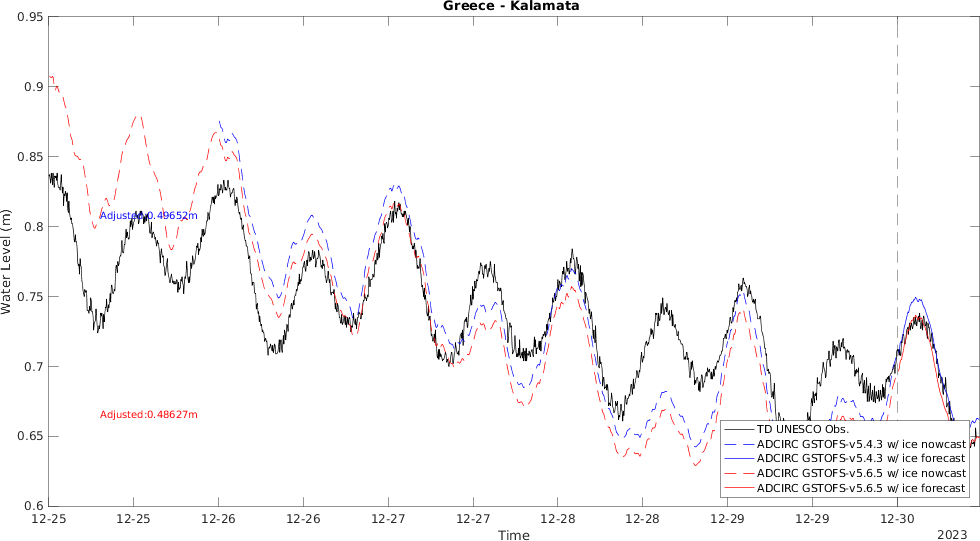 Greece - Kalamata
0.95
0.9
0.85
0.8
0.75
0.7
0.65
0.6
Water Level (m)
Adjusted:0.49652m
Adjusted:0.48627m
TD UNESCO Obs.
ADCIRC GSTOFS-v5.4.3 w/ ice nowcast
ADCIRC GSTOFS-v5.4.3 w/ ice forecast
ADCIRC GSTOFS-v5.6.5 w/ ice nowcast
ADCIRC GSTOFS-v5.6.5 w/ ice forecast
12-25 12-25 12-26 12-26 12-27 12-27 12-28 12-28 12-29 12-29 12-30
Time
2023